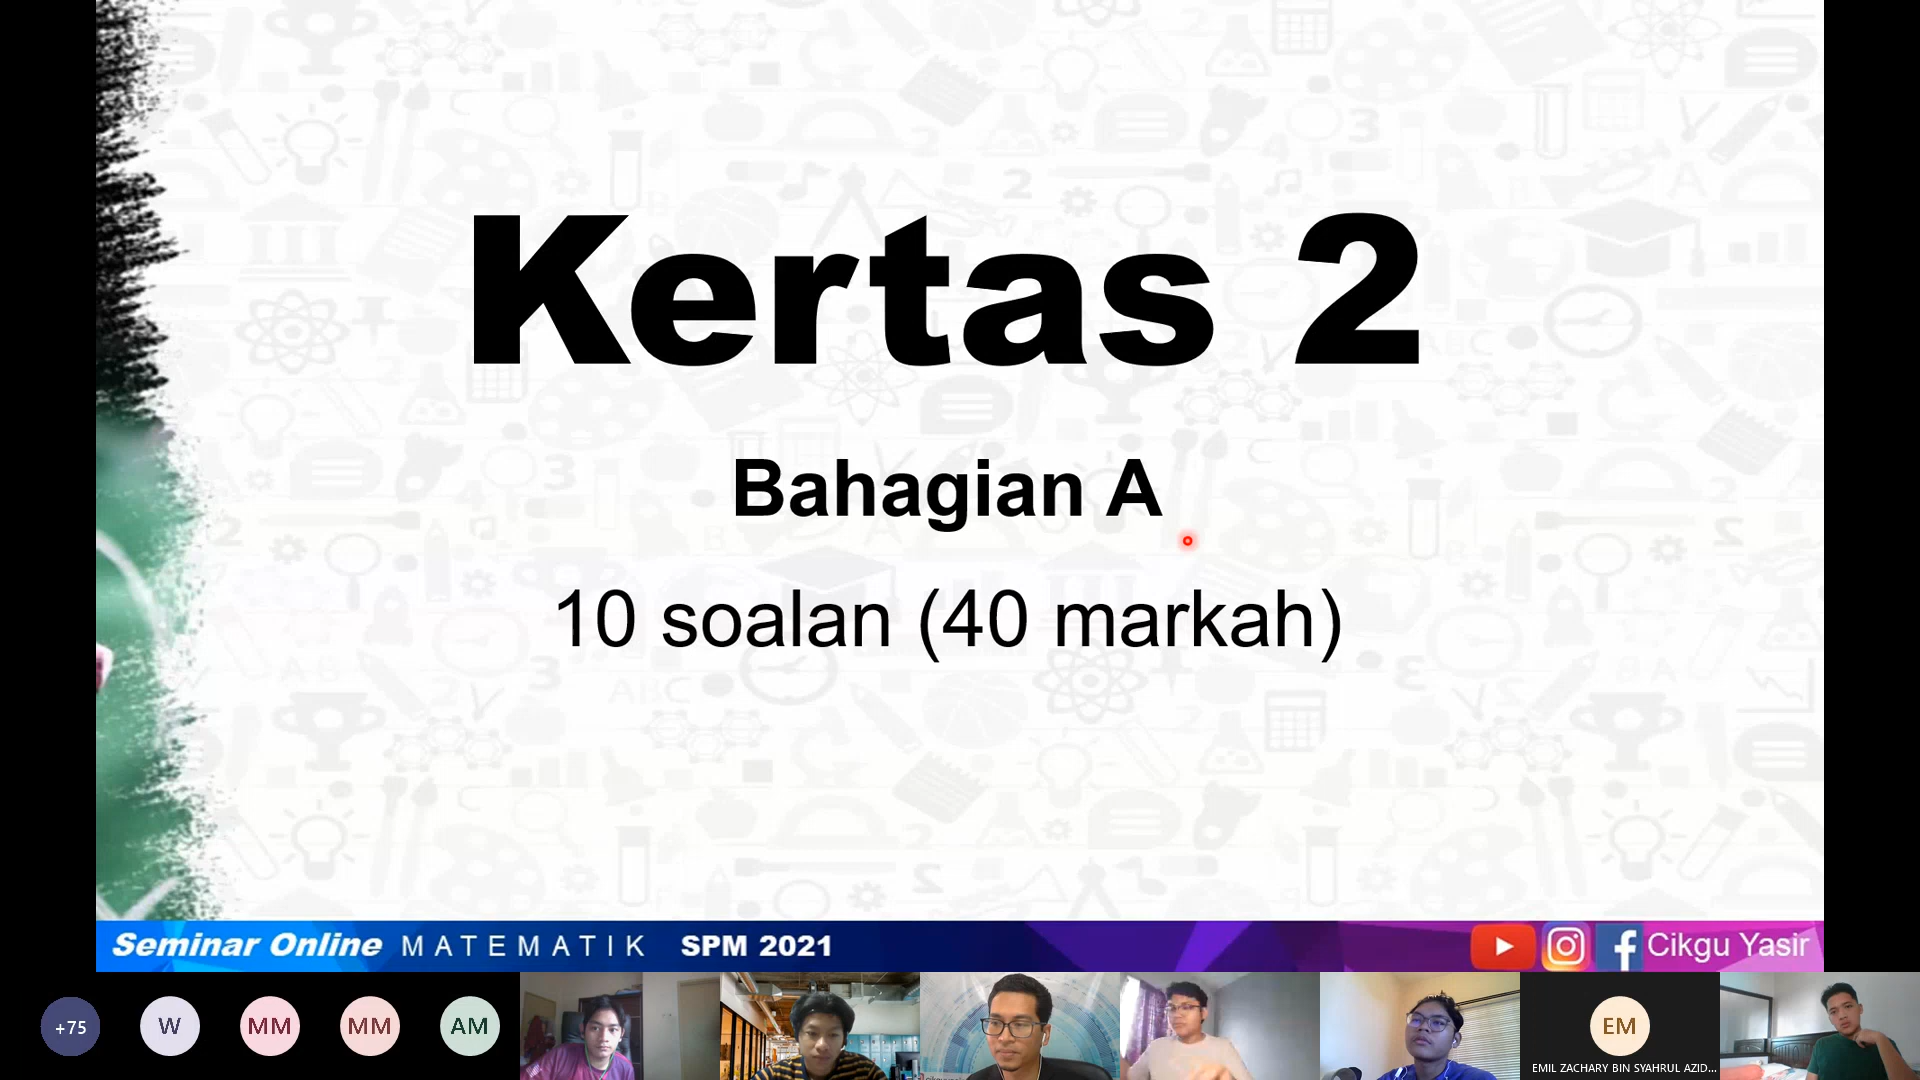 Kertas 2
Bahagian A
10 soalan (40 markah)
Seminar Online MATEMATIK SPM 2021
Cikgu Yasir
+75
W
MM
MM
AM
EM
EMIL ZACHARY BIN SYAHRUL AZID...